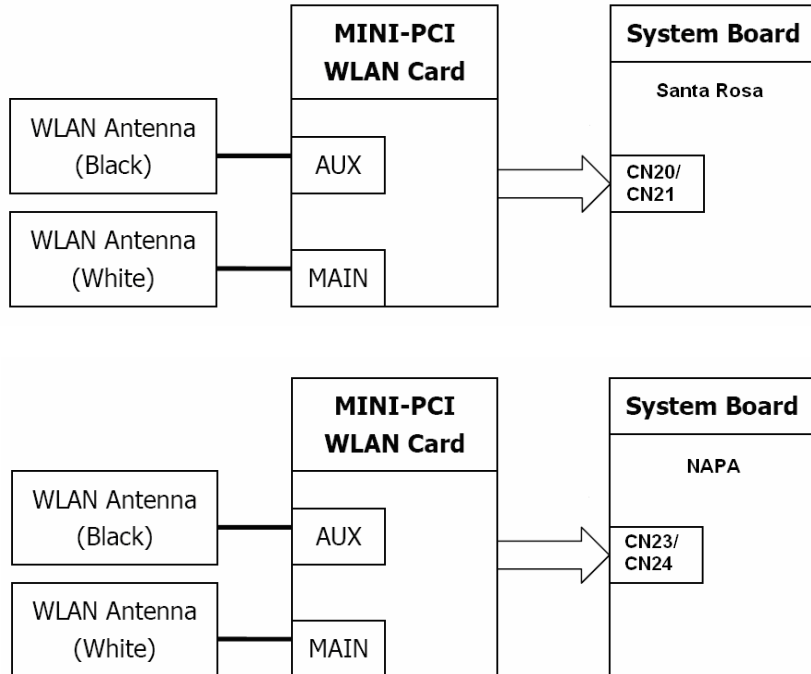 MINI-PCI
WLAN Card
System Board
Santa Rosa
WLAN Antenna
(Black)
AUX
CN20/
CN21
WLAN Antenna
(White)
MAIN
MINI-PCI
WLAN Card
System Board
NAPA
WLAN Antenna
(Black)
AUX
CN23/
CN24
WLAN Antenna
(White)
MAIN